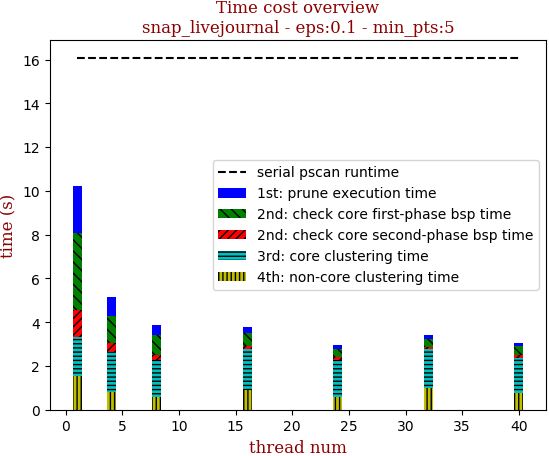 Time cost overview
snap_livejournal - eps:0.1 - min_pts:5
time (s)
16
14
12
10
8
6
4
2
0
serial pscan runtime
1st: prune execution time
2nd: check core first-phase bsp time
2nd: check core second-phase bsp time
3rd: core clustering time
4th: non-core clustering time
0 5 10 15 20 25 30 35 40
thread num